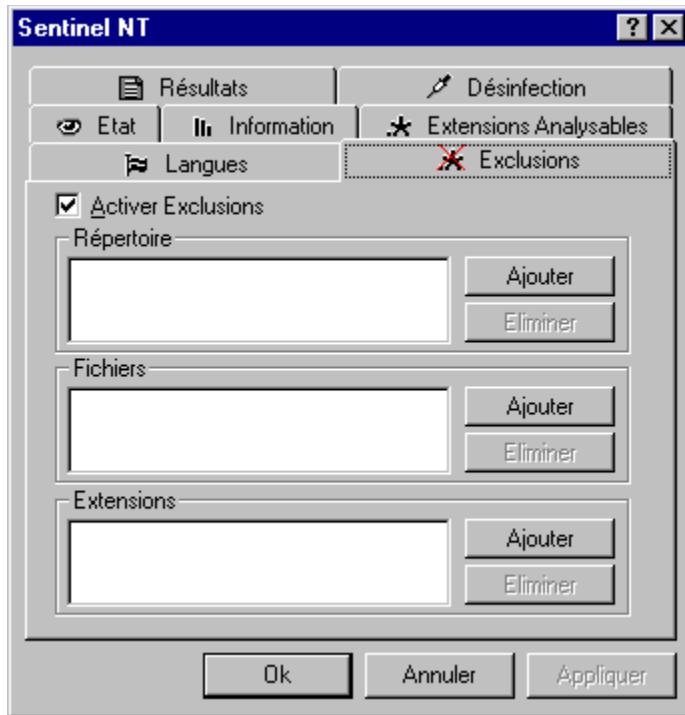 Sentinel NT
Résultats
Désinfection
Etat
Information
Extensions Analysables
Langues
Exclusions
Activer Exclusions
Répertoire
Ajouter
Eliminer
Fichiers
Ajouter
Eliminer
Extensions
Ajouter
Eliminer
Ok
Annuler
Appliquer